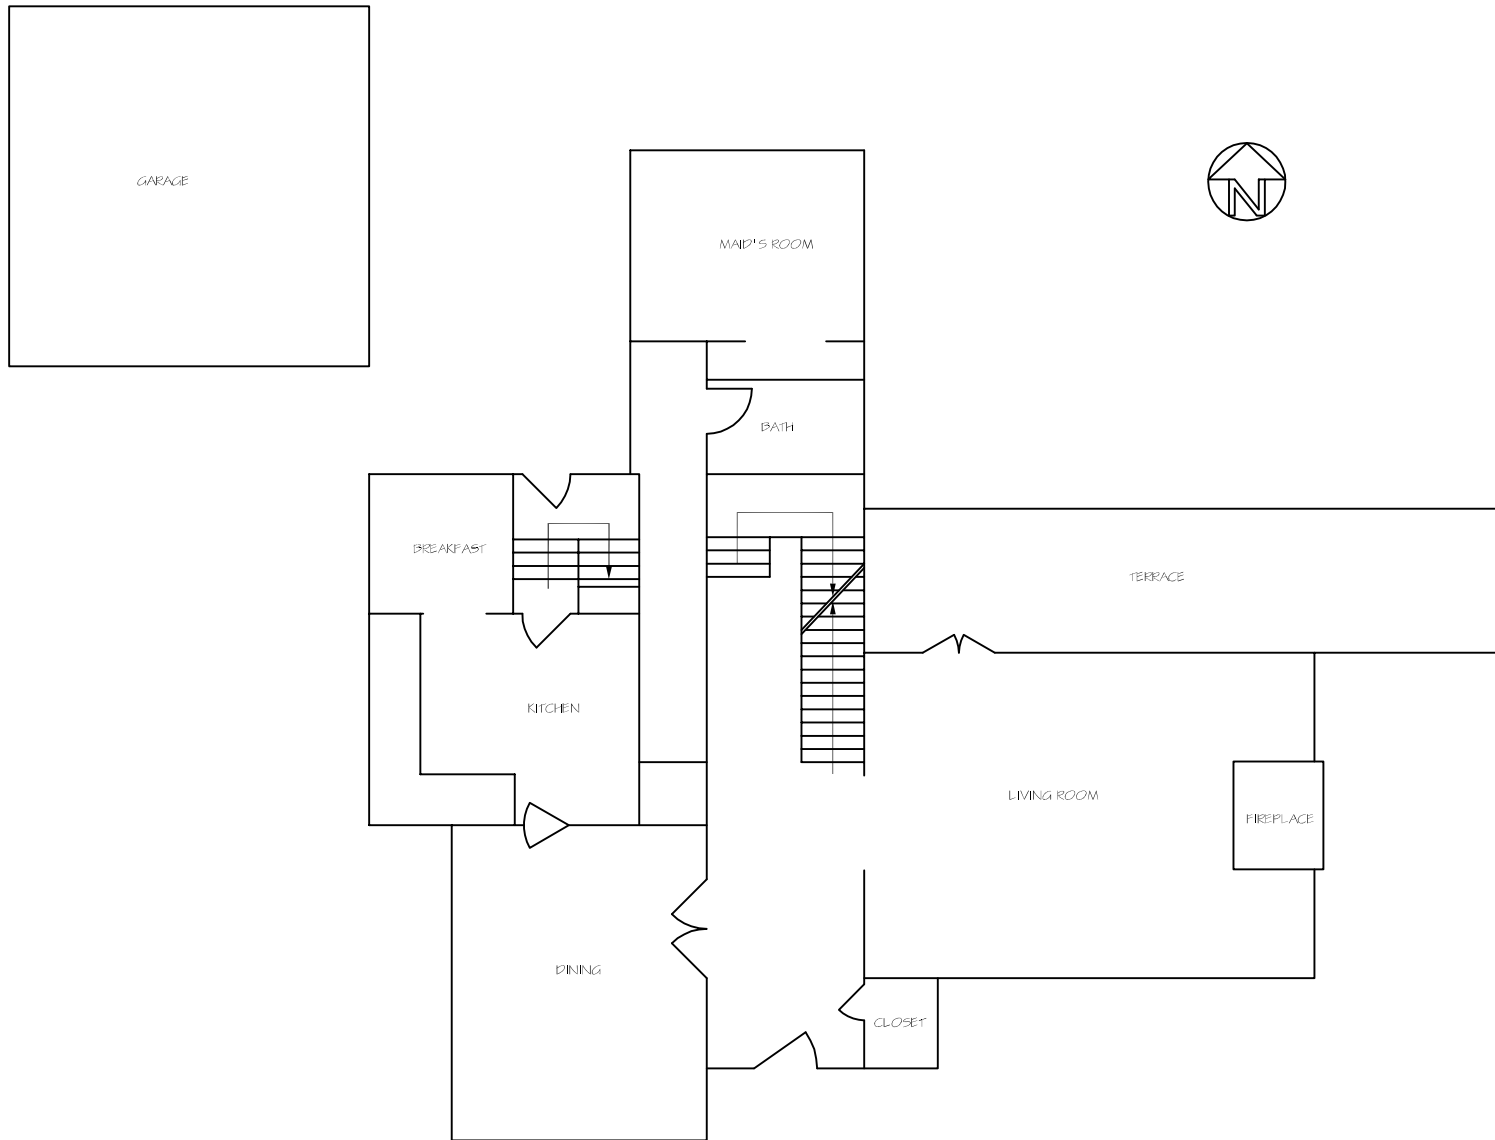 GARAGE
N
MAID'S ROOM
BATH
BREAKFAST
TERRACE
KITCHEN
LIVING ROOM
FIREPLACE
DINING
CLOSET